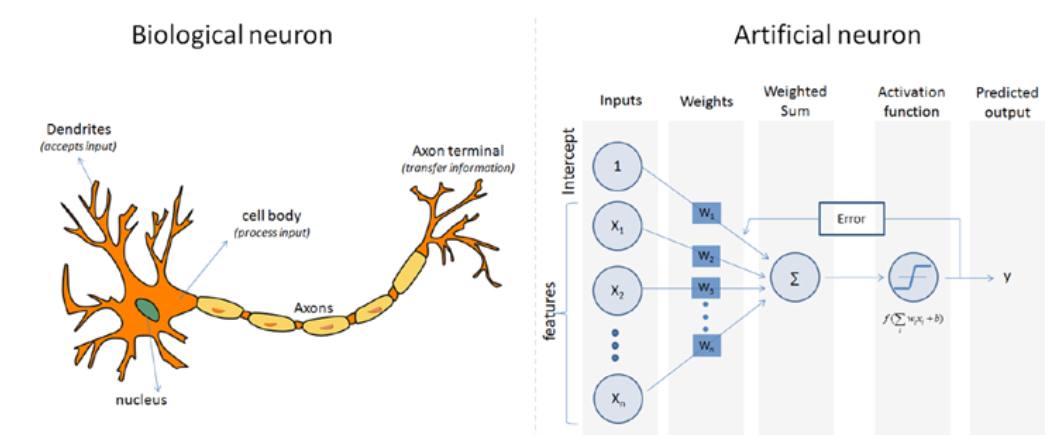 Biological neuron
Dendrites
(accepts input)
Axon terminal
(transfer information)
cell body
(process input)
Axons
nucleus
Artificial neuron
Inputs
Weights
Weighted
Sum
Activation
function
Predicted
output
Intercept
features
1
X₁
X₂
Xₙ
W₁
W₂
W₃
Wₙ
Error
Σ
y
f(∑ᵢ wᵢxᵢ + b)